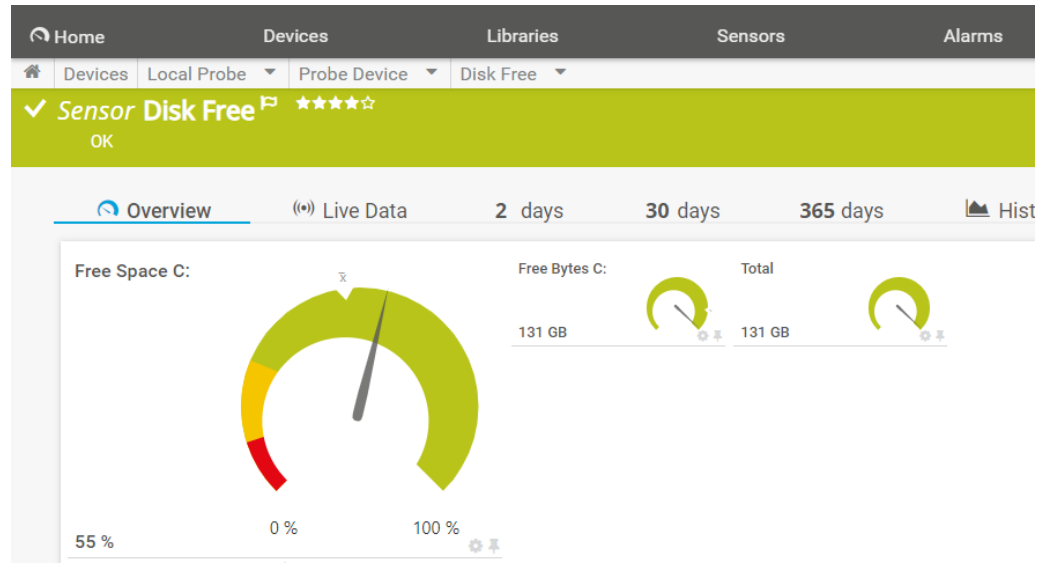 Home Devices Libraries Sensors Alarms
Devices Local Probe Probe Device Disk Free
Sensor Disk Free
OK
Overview Live Data 2 days 30 days 365 days Hist
Free Space C:
x̅
Free Bytes C:
Total
131 GB
131 GB
0 %
100 %
55 %